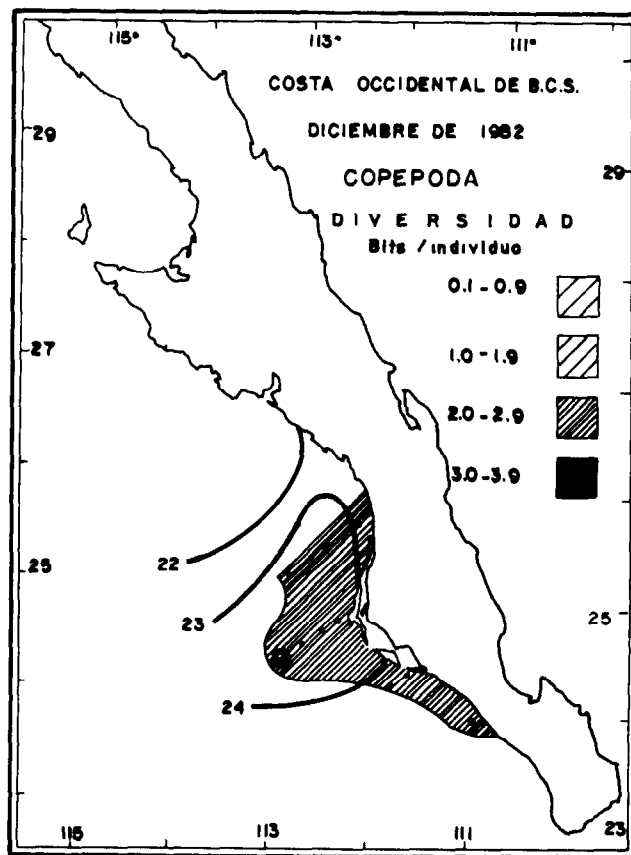 115° 113° 111°
COSTA OCCIDENTAL DE B.C.S.
29
DICIEMBRE DE 1982
29
COPEPODA
DIVERSIDAD
Bits / individuo
0.1 - 0.9
27
1.0 - 1.9
2.0 - 2.9
3.0 - 3.9
22
25
23
25
24
115 113 111 23